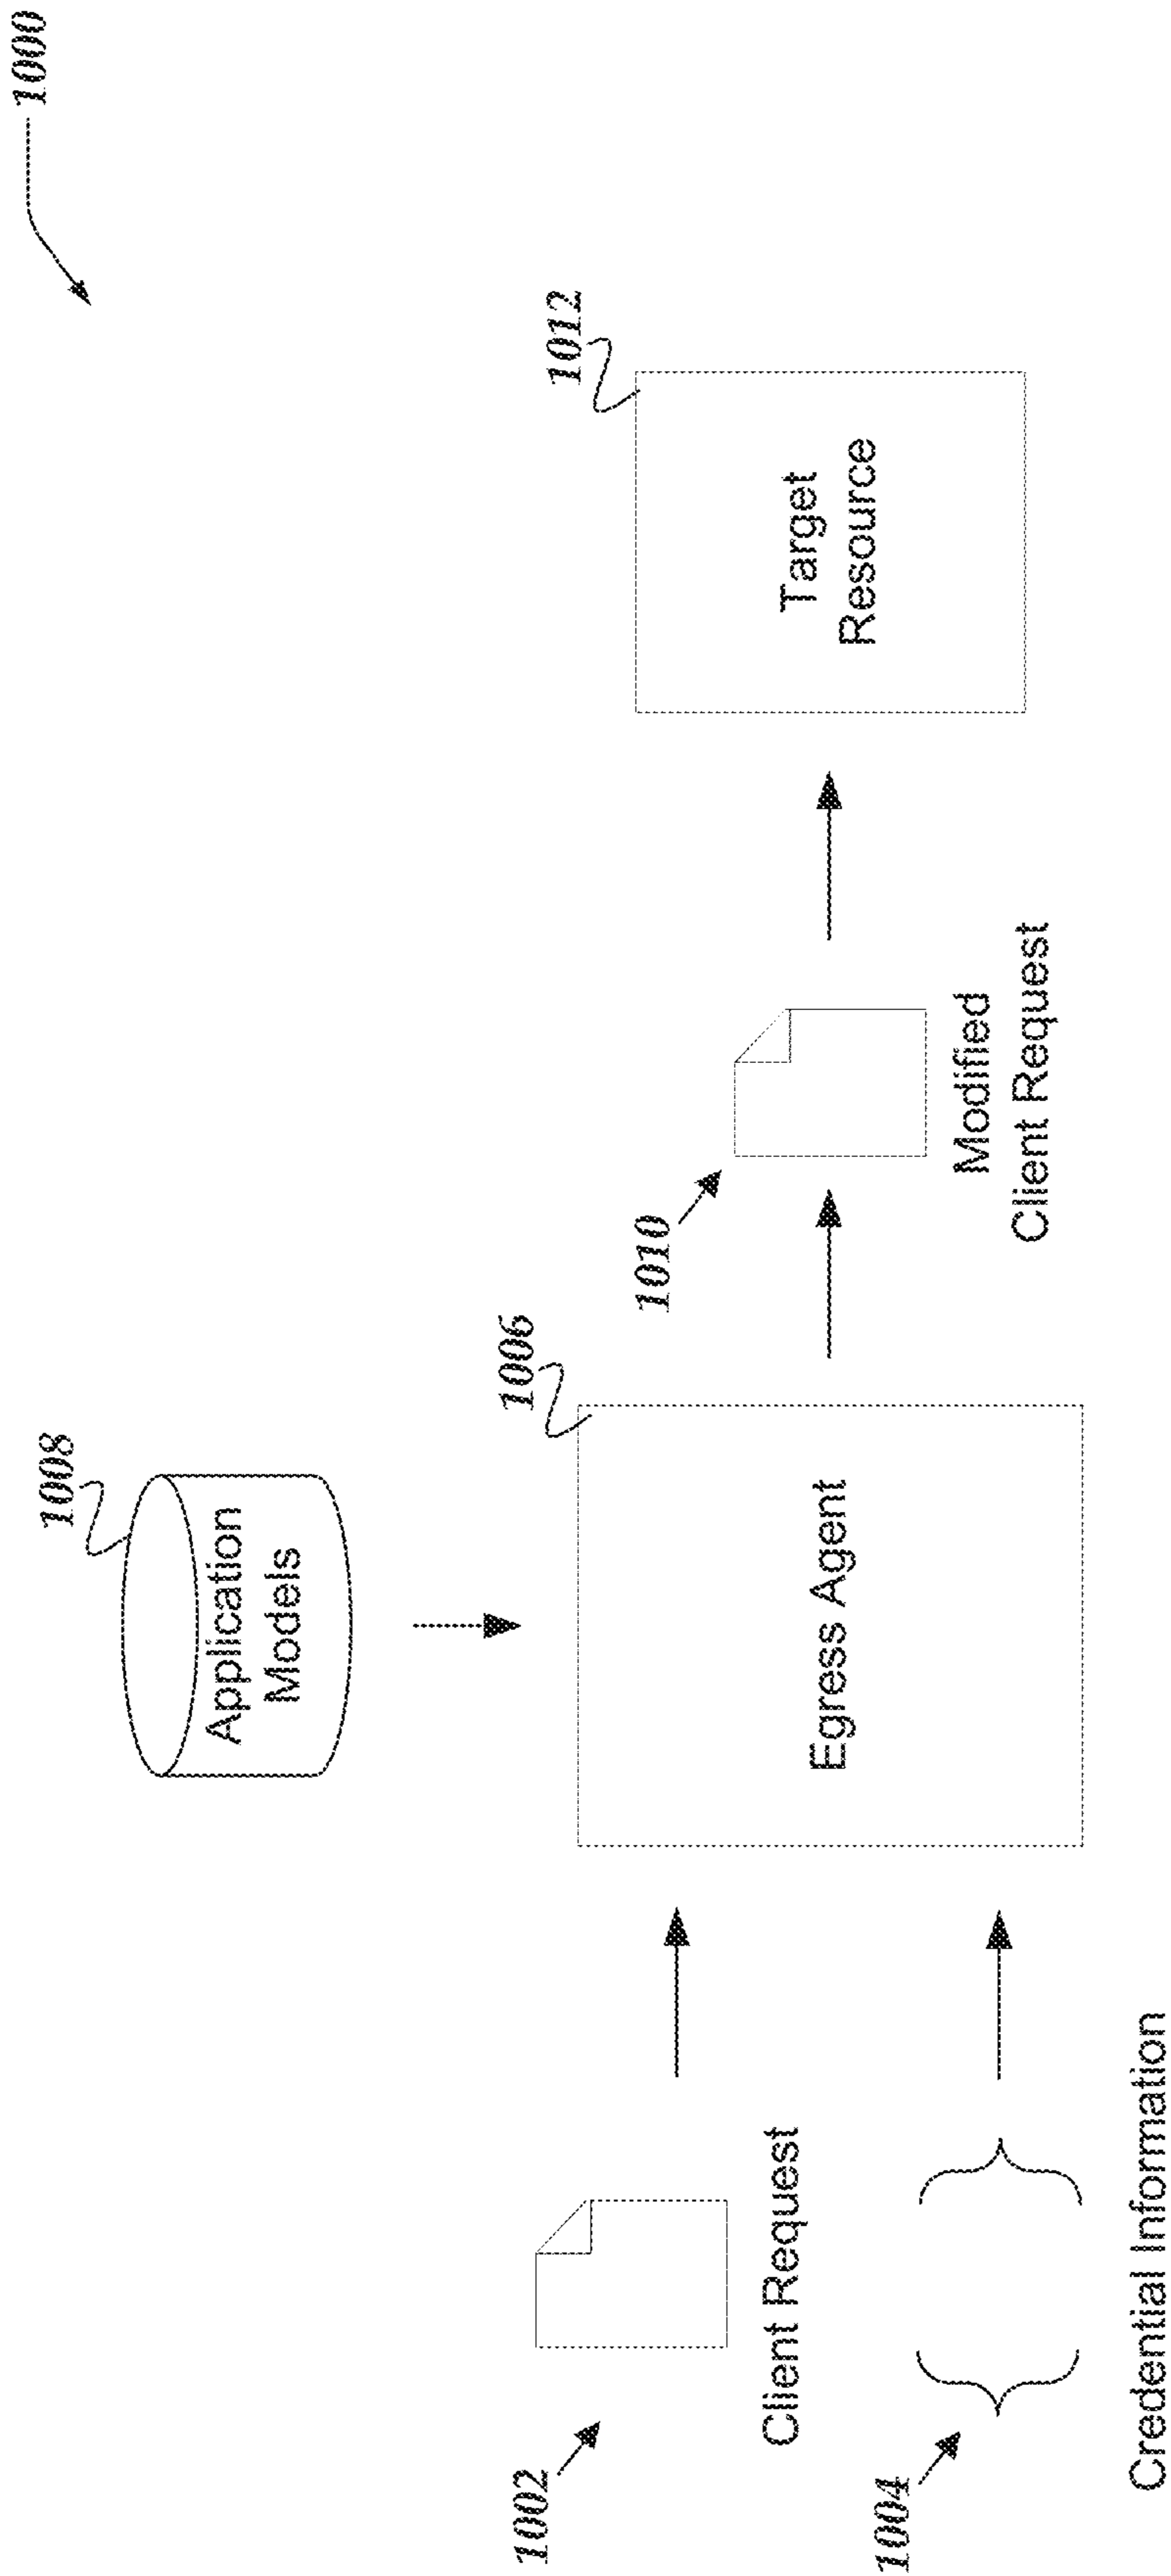 1000
1008
Application
Models
1006
1012
1002
Client Request
1010
Egress Agent
Target
Resource
1004
Modified
Client Request
Credential Information